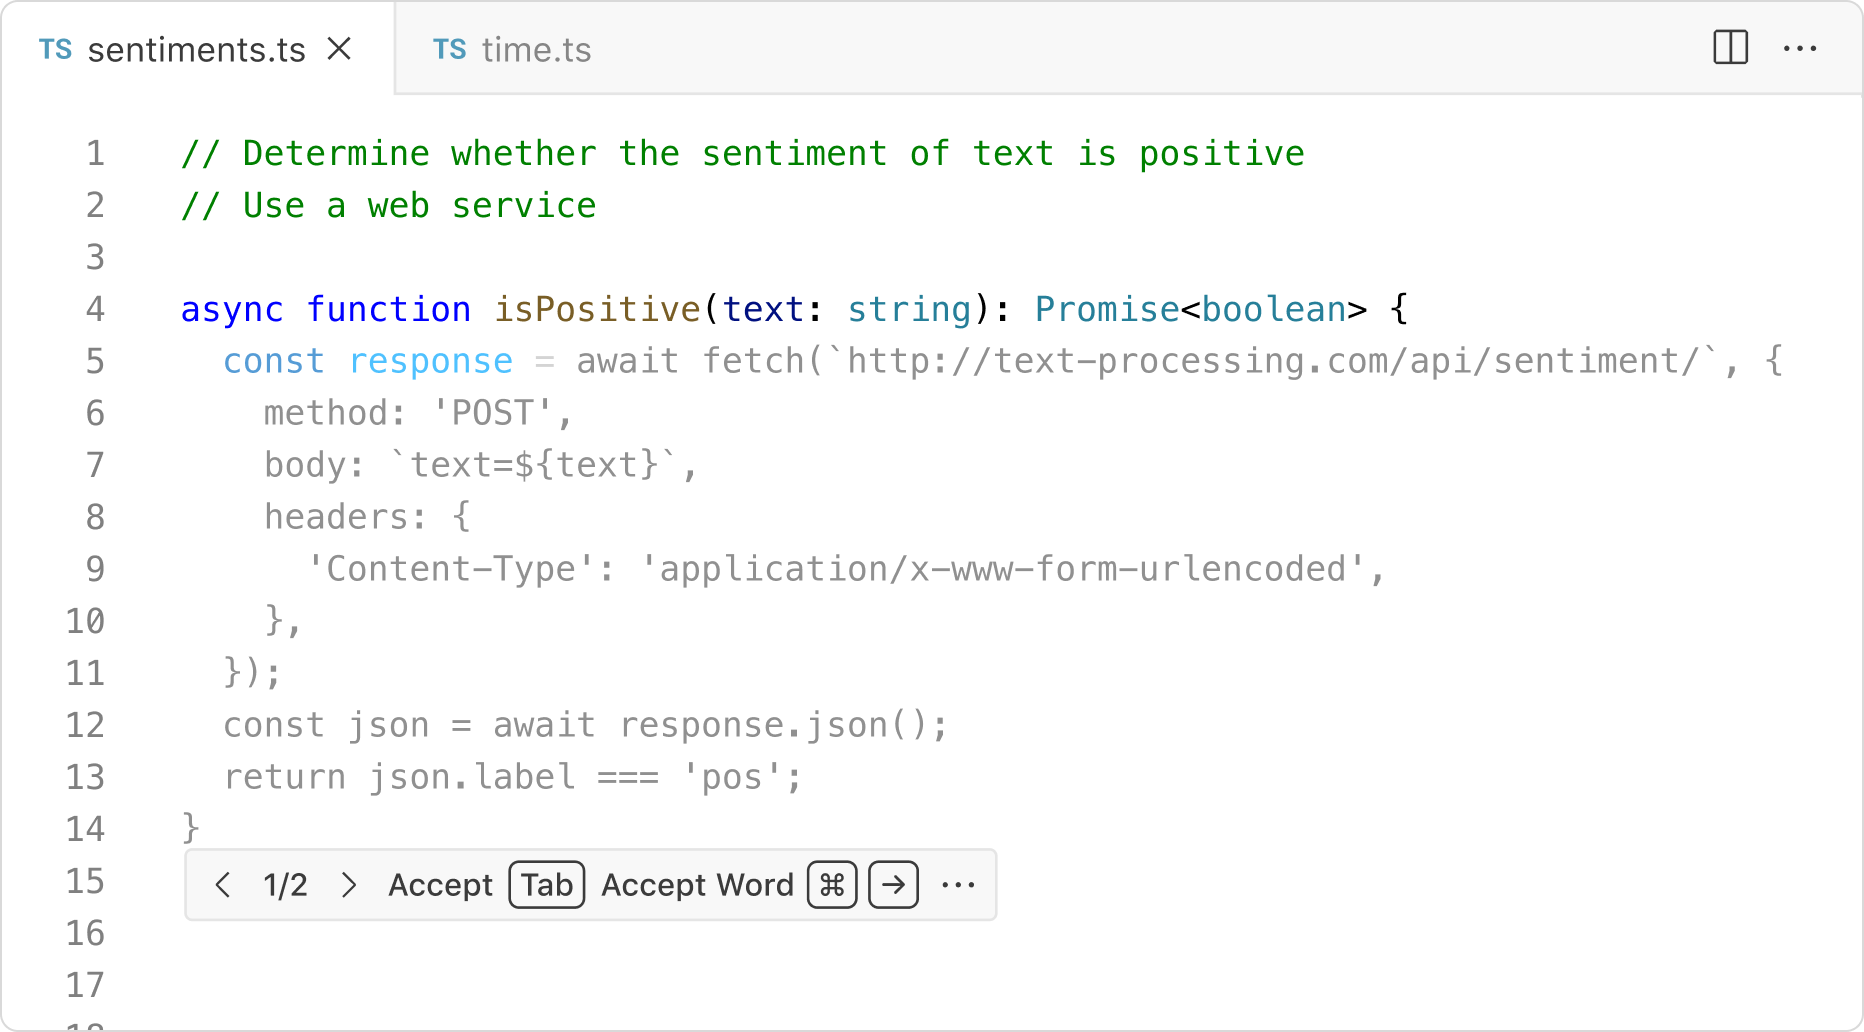 TS sentiments.ts TS time.ts
1 // Determine whether the sentiment of text is positive
2 // Use a web service
3
4 async function isPositive(text: string): Promise<boolean> {
5   const response = await fetch(`http://text-processing.com/api/sentiment/`, {
6     method: 'POST',
7     body: `text=${text}`,
8     headers: {
9       'Content-Type': 'application/x-www-form-urlencoded',
10     },
11   });
12   const json = await response.json();
13   return json.label === 'pos';
14 }
15 < 1/2 > Accept Tab Accept Word ⌘ → ···
16
17